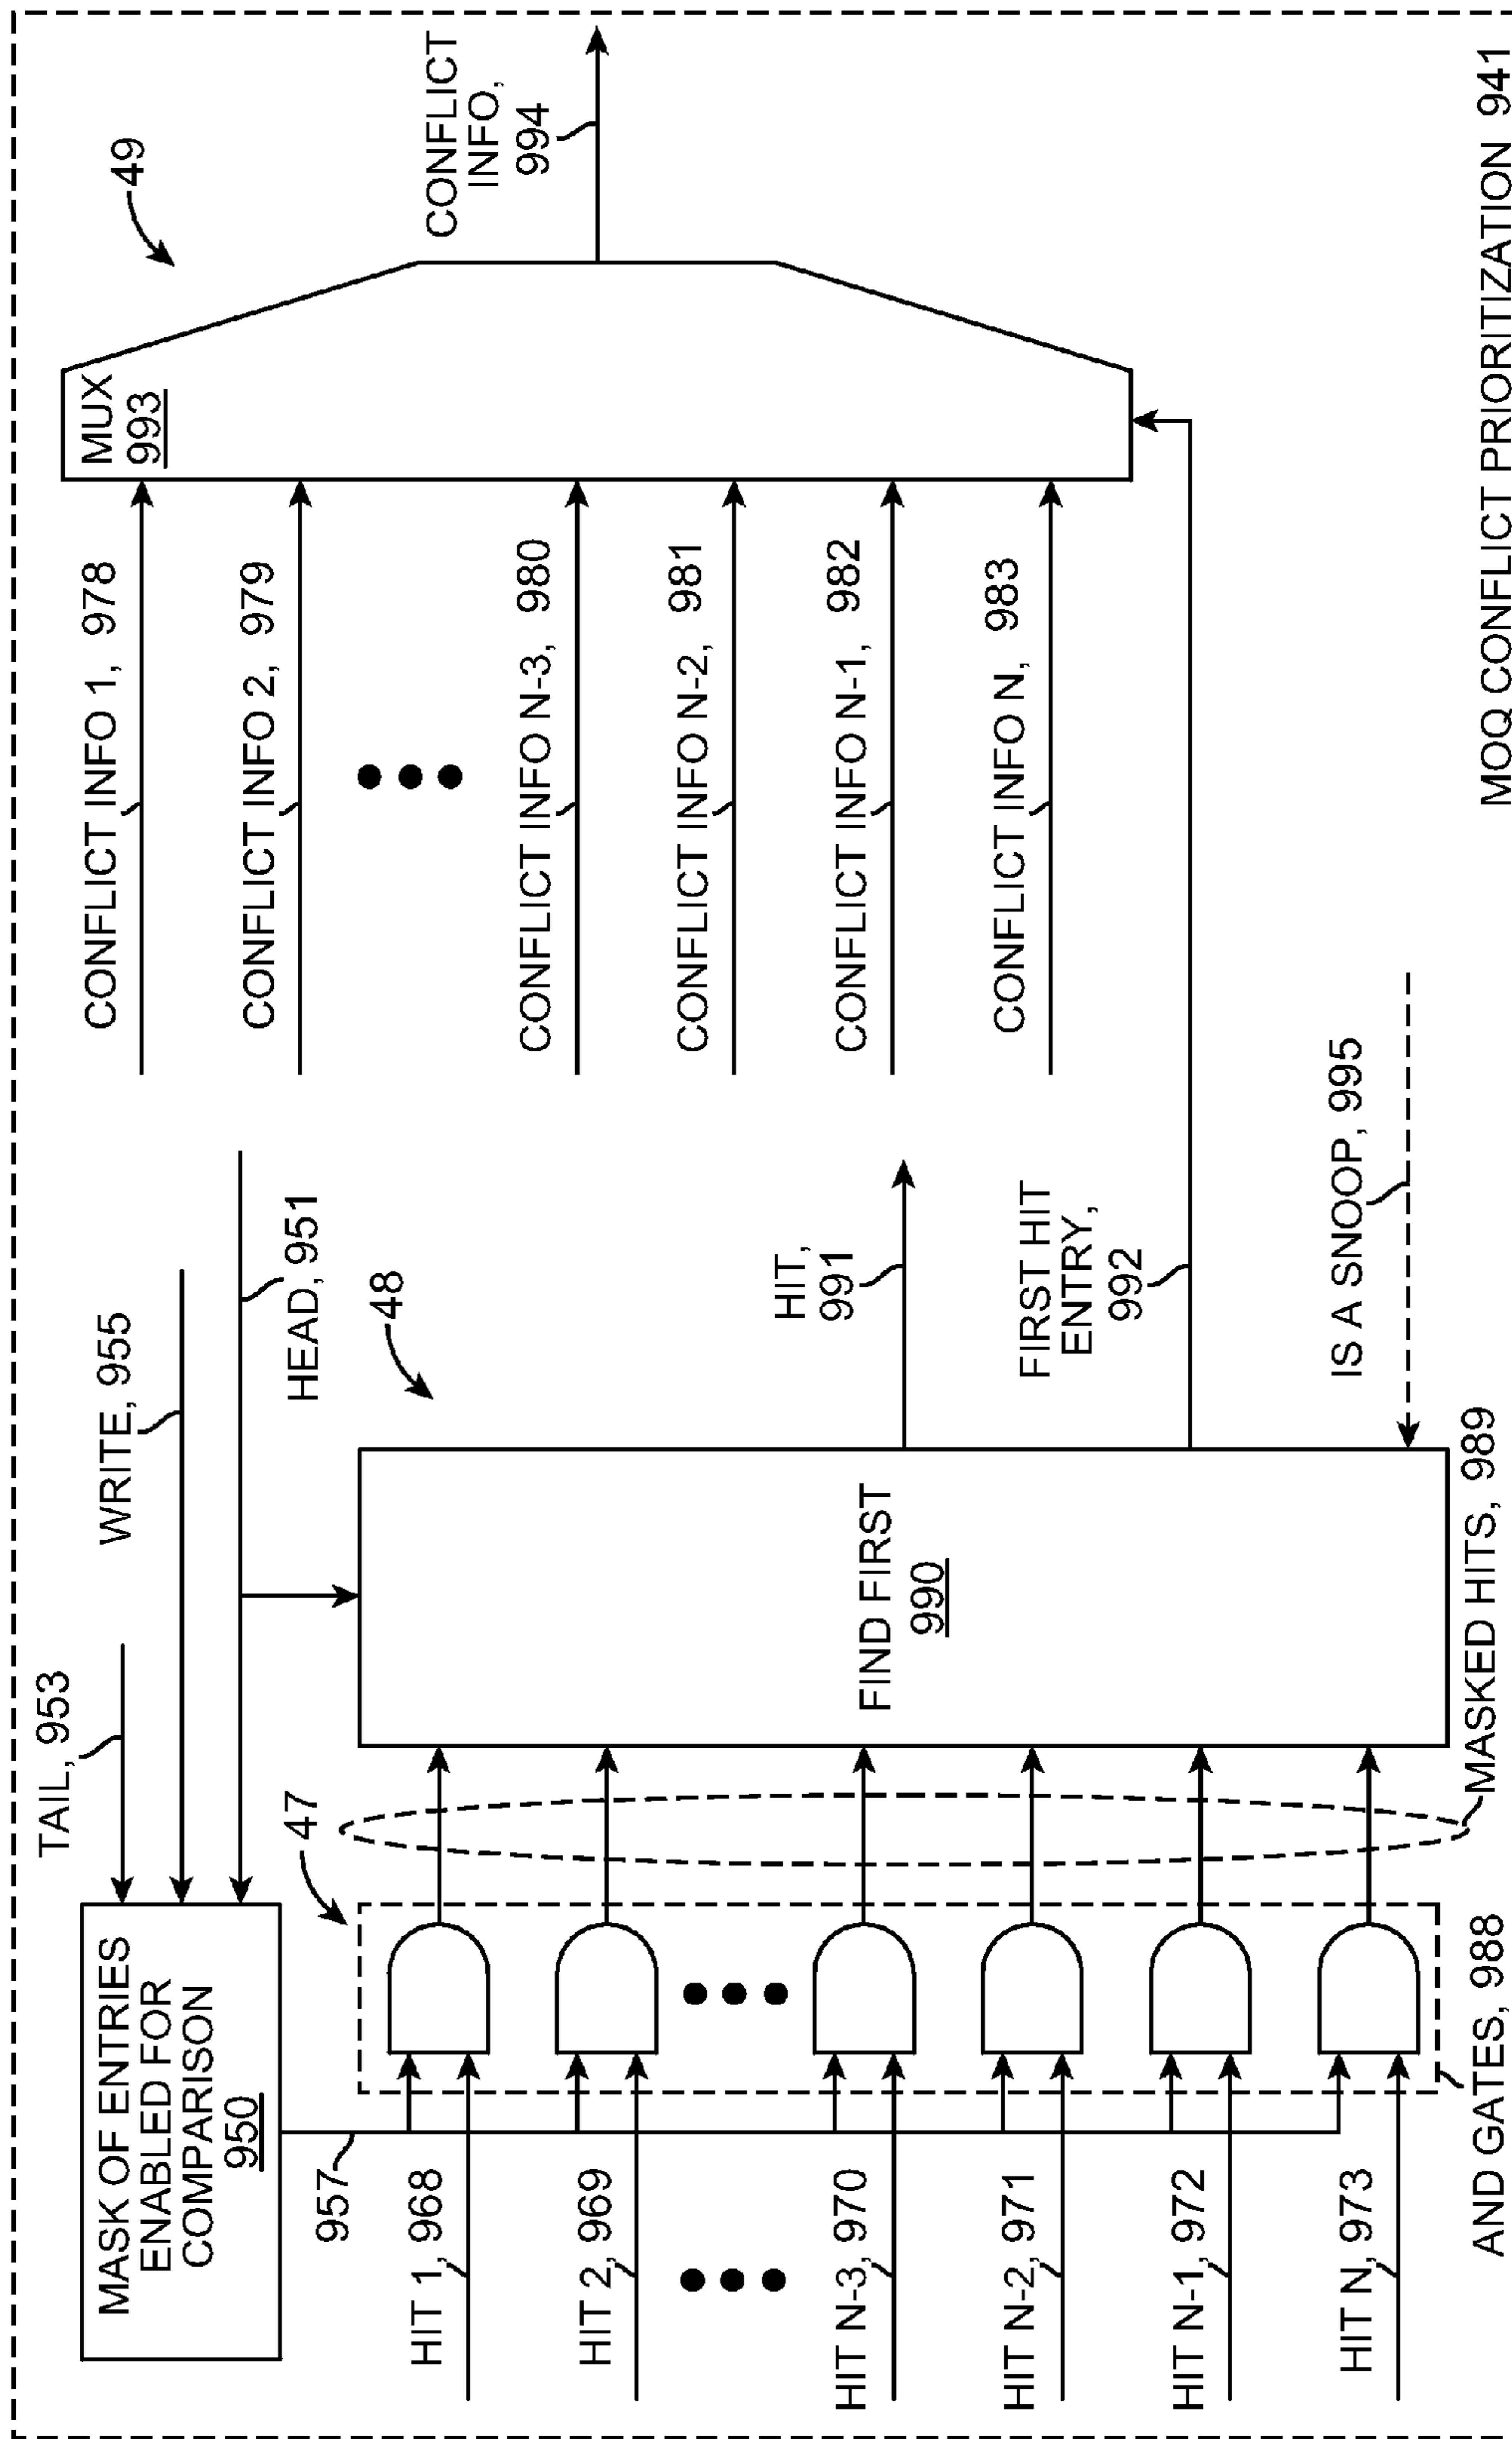 TAIL, 953
WRITE, 955
HEAD, 951
MASK OF ENTRIES
ENABLED FOR
COMPARISON
950
957
47
48
49
HIT 1, 968
HIT 2, 969
HIT N-3, 970
HIT N-2, 971
HIT N-1, 972
HIT N, 973
AND GATES, 988
MASKED HITS, 989
FIND FIRST
990
HIT,
991
FIRST HIT
ENTRY,
992
IS A SNOOP, 995
CONFLICT INFO 1, 978
CONFLICT INFO 2, 979
CONFLICT INFO N-3, 980
CONFLICT INFO N-2, 981
CONFLICT INFO N-1, 982
CONFLICT INFO N, 983
MUX
993
CONFLICT
INFO,
994
MOQ CONFLICT PRIORITIZATION 941